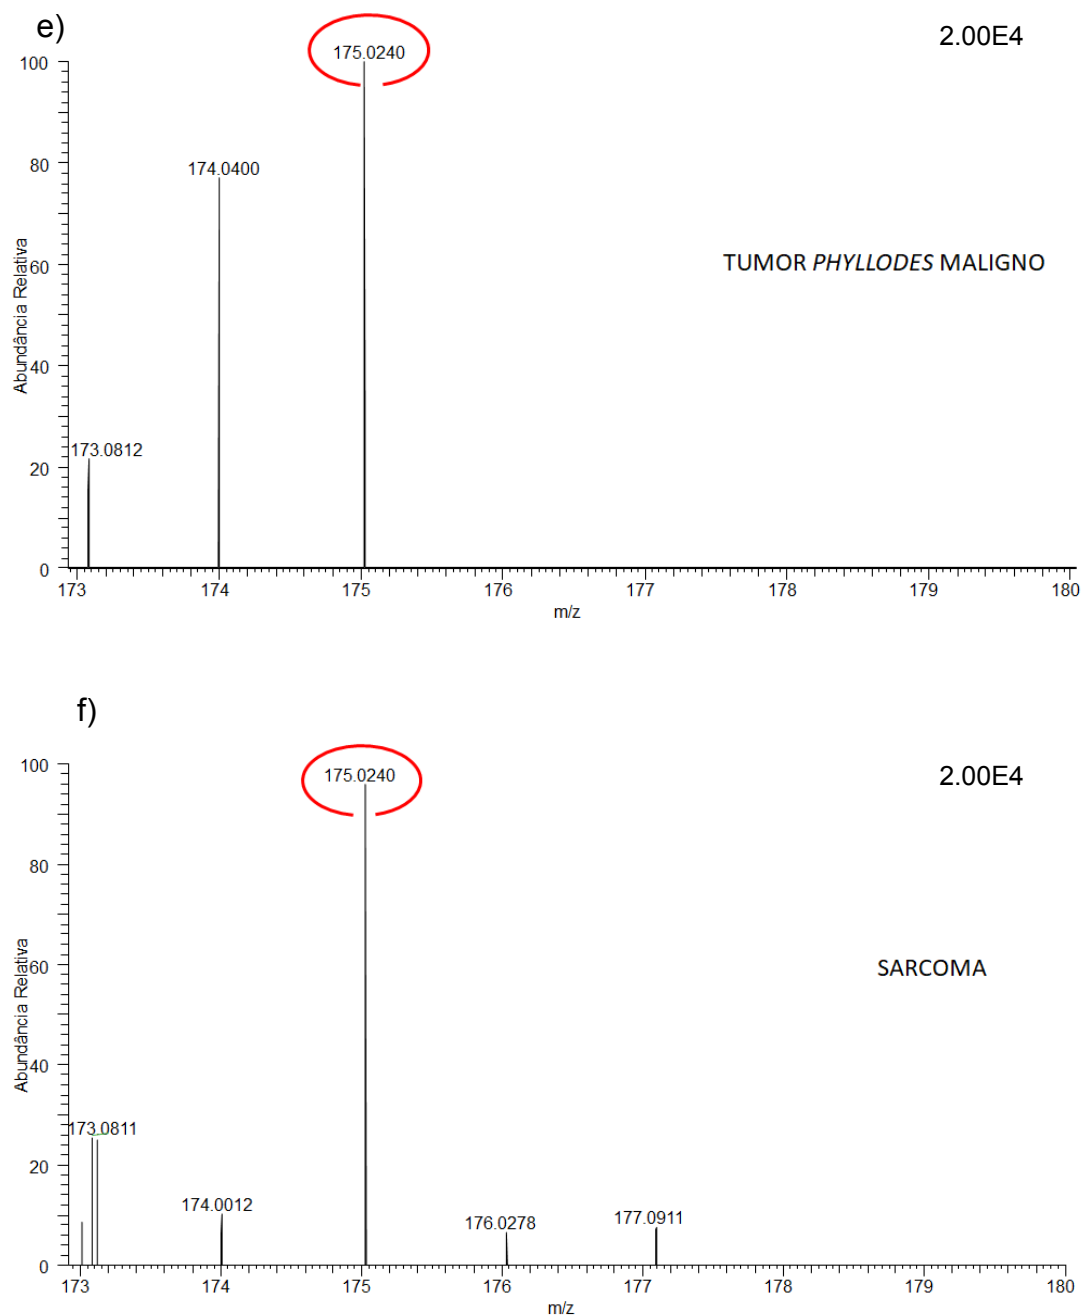 e)
2.00E4
175.0240
100
174.0400
80
TUMOR PHYLLODES MALIGNO
60
Abundância Relativa
40
173.0812
20
0
173 174 175 176 177 178 179 180
m/z
f)
100
175.0240
2.00E4
80
SARCOMA
60
Abundância Relativa
40
173.0811
20
174.0012
176.0278
177.0911
0
173 174 175 176 177 178 179 180
m/z